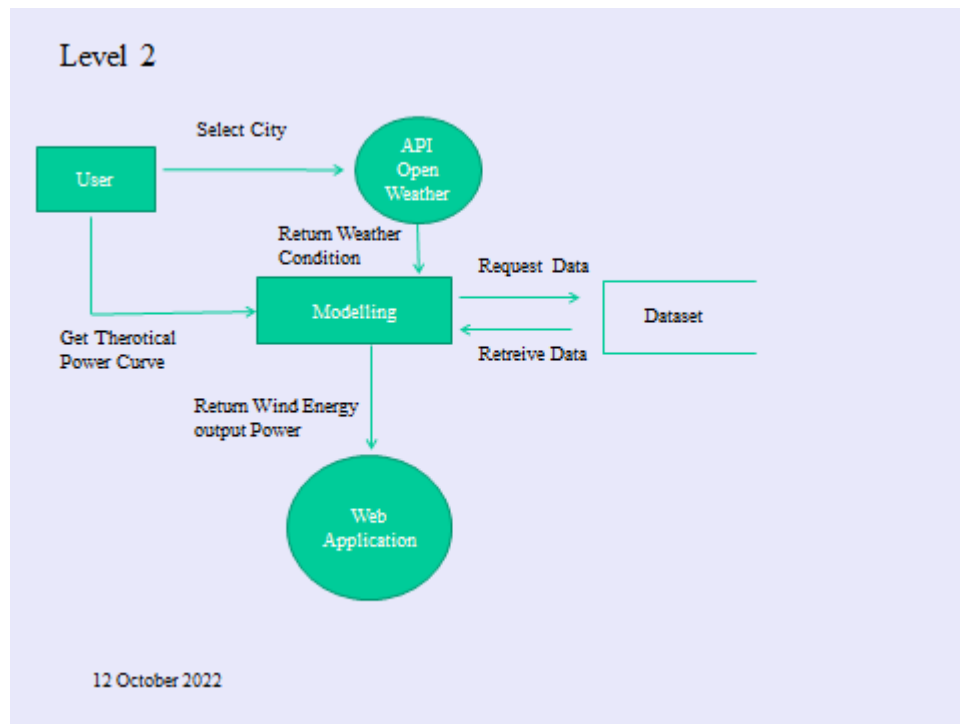 Level 2
Select City
API
Open
Weather
User
Return Weather
Condition
Request Data
Modelling
Dataset
Get Therotical
Power Curve
Retreive Data
Return Wind Energy
output Power
Web
Application
12 October 2022